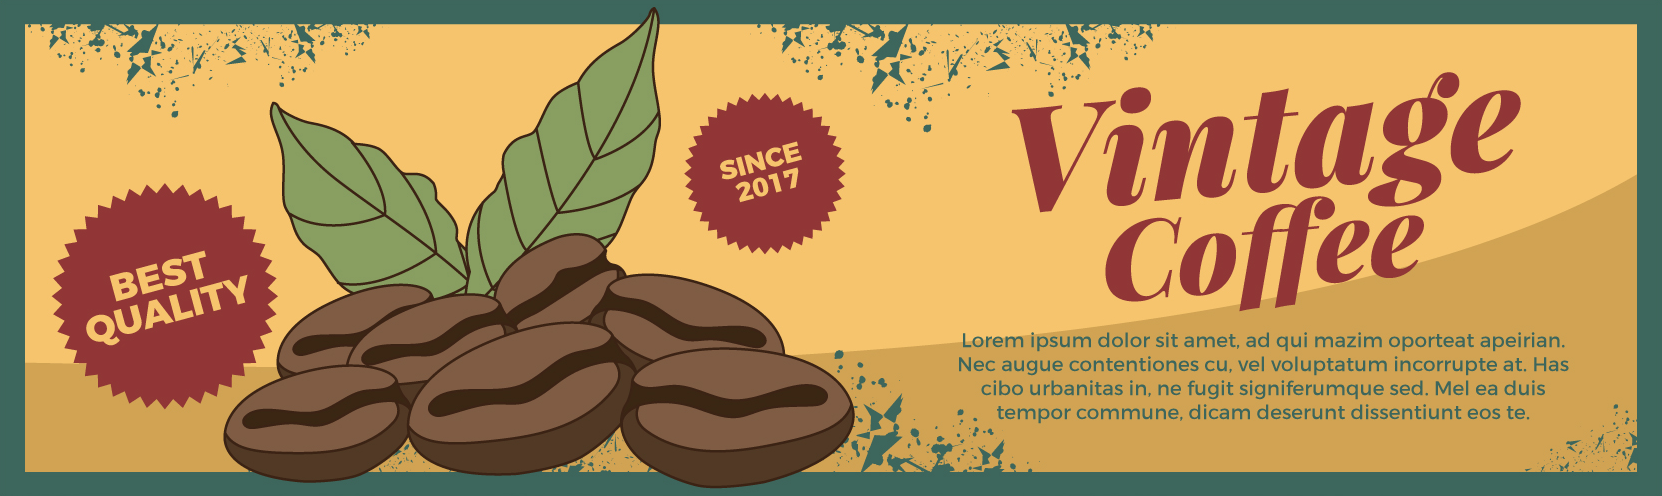 BEST
QUALITY
SINCE
2017
Vintage
Coffee
Lorem ipsum dolor sit amet, ad qui mazim oporteat apeirian.
Nec augue contentiones cu, vel voluptatum incorrupte at. Has
cibo urbanitas in, ne fugit signiferumque sed. Mel ea duis
tempor commune, dicam deserunt dissentiunt eos te.